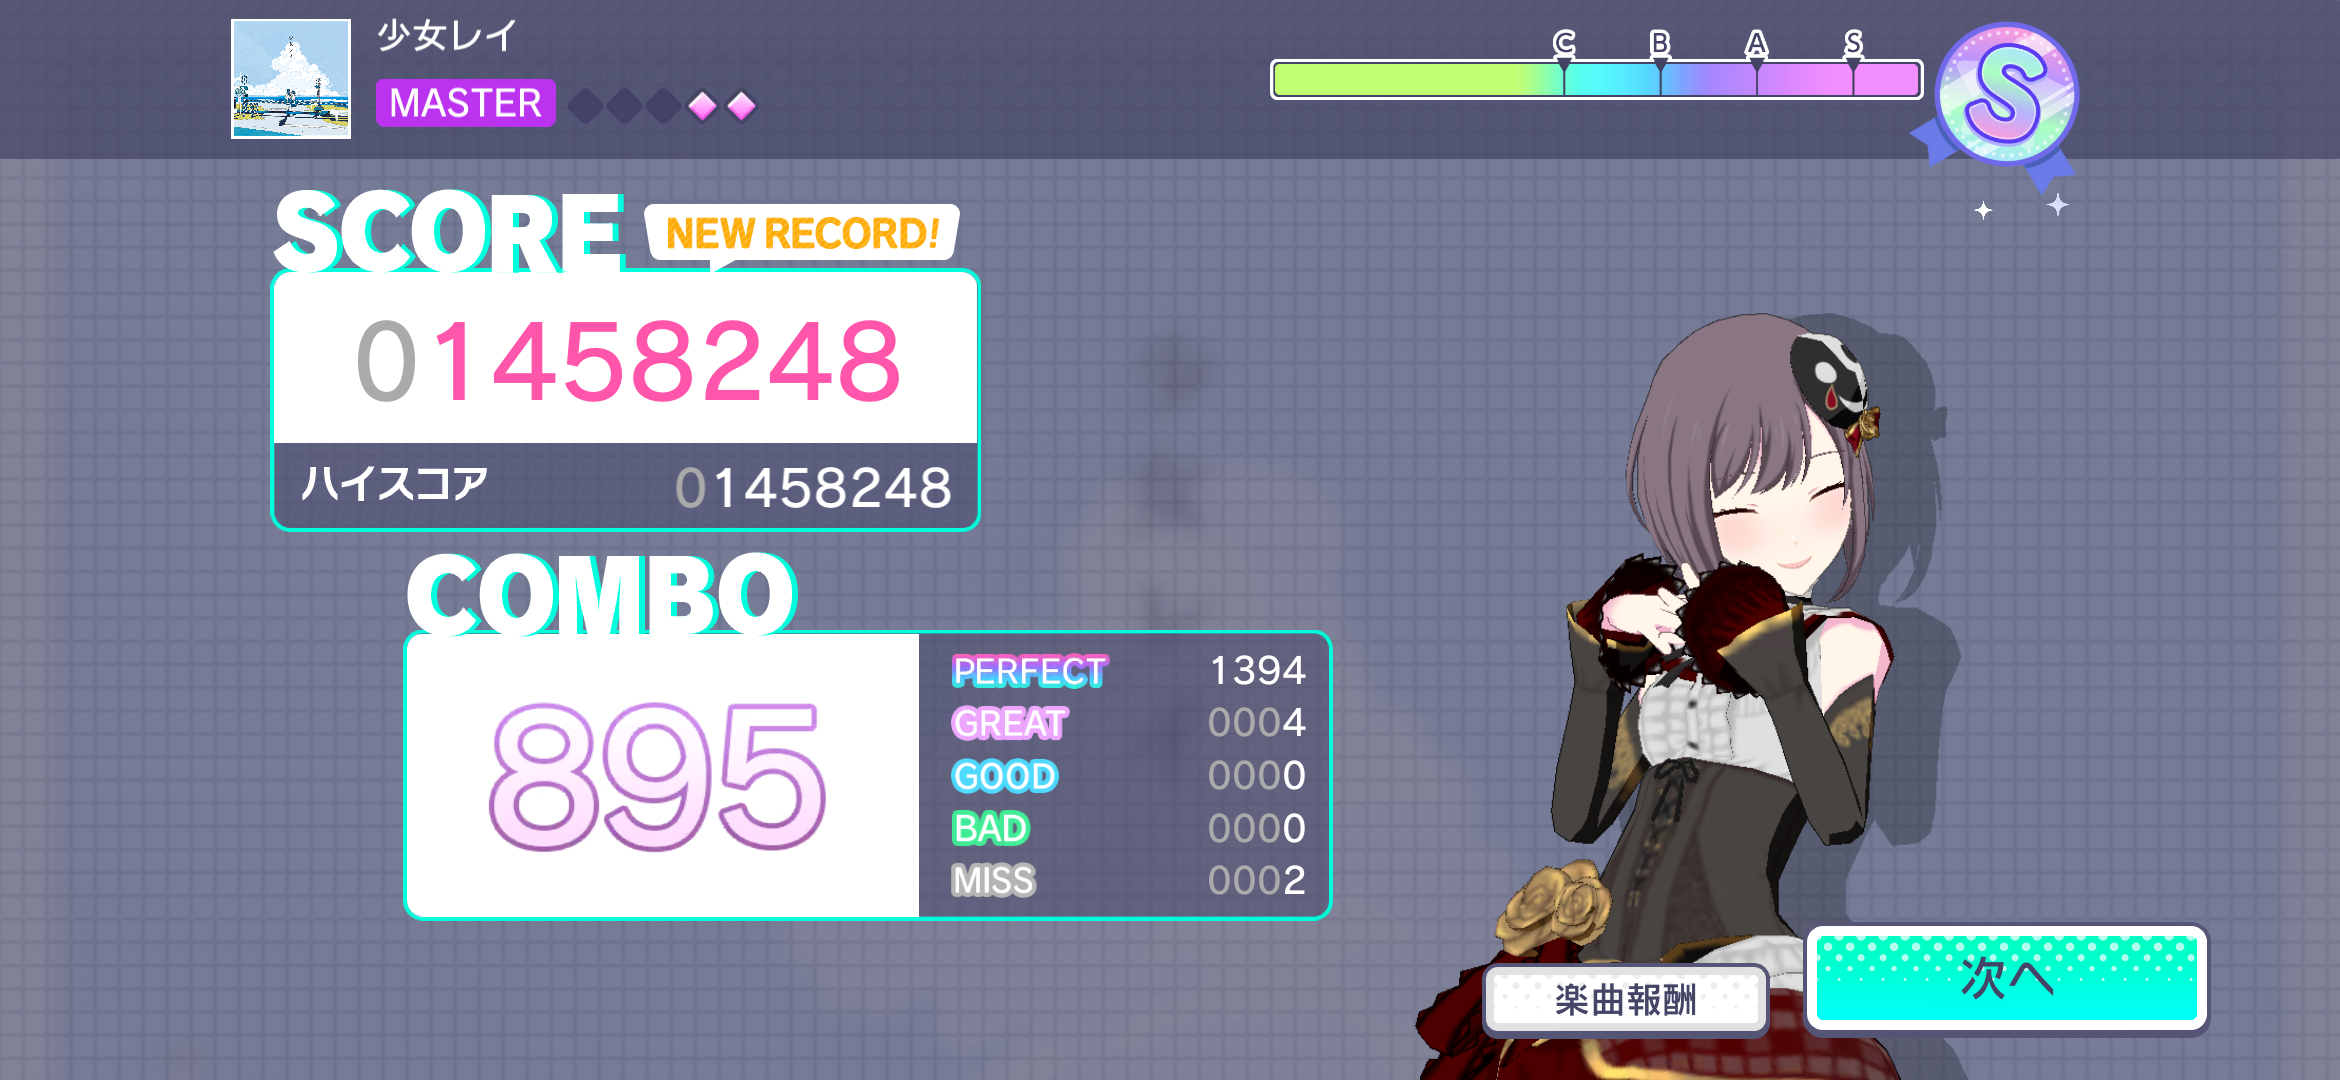 少女レイ
MASTER
C B A S
S
SCORE
NEW RECORD!
01458248
ハイスコア 01458248
COMBO
895
PERFECT 1394
GREAT 0004
GOOD 0000
BAD 0000
MISS 0002
楽曲報酬
次へ